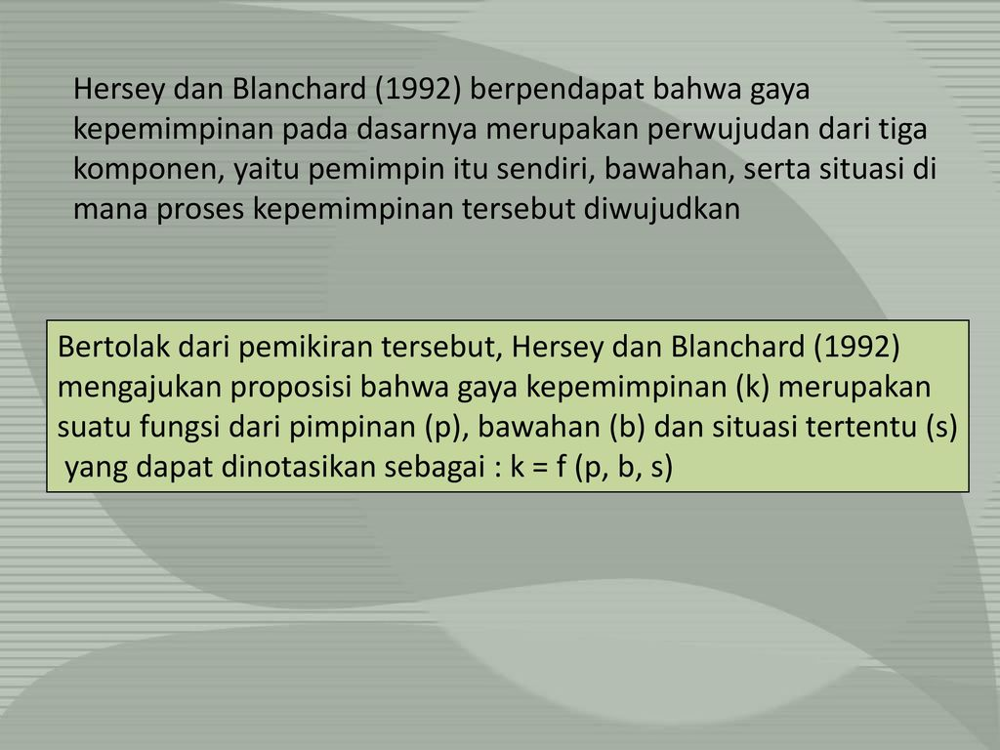 Hersey dan Blanchard (1992) berpendapat bahwa gaya
kepemimpinan pada dasarnya merupakan perwujudan dari tiga
komponen, yaitu pemimpin itu sendiri, bawahan, serta situasi di
mana proses kepemimpinan tersebut diwujudkan
Bertolak dari pemikiran tersebut, Hersey dan Blanchard (1992)
mengajukan proposisi bahwa gaya kepemimpinan (k) merupakan
suatu fungsi dari pimpinan (p), bawahan (b) dan situasi tertentu (s)
yang dapat dinotasikan sebagai : k = f (p, b, s)